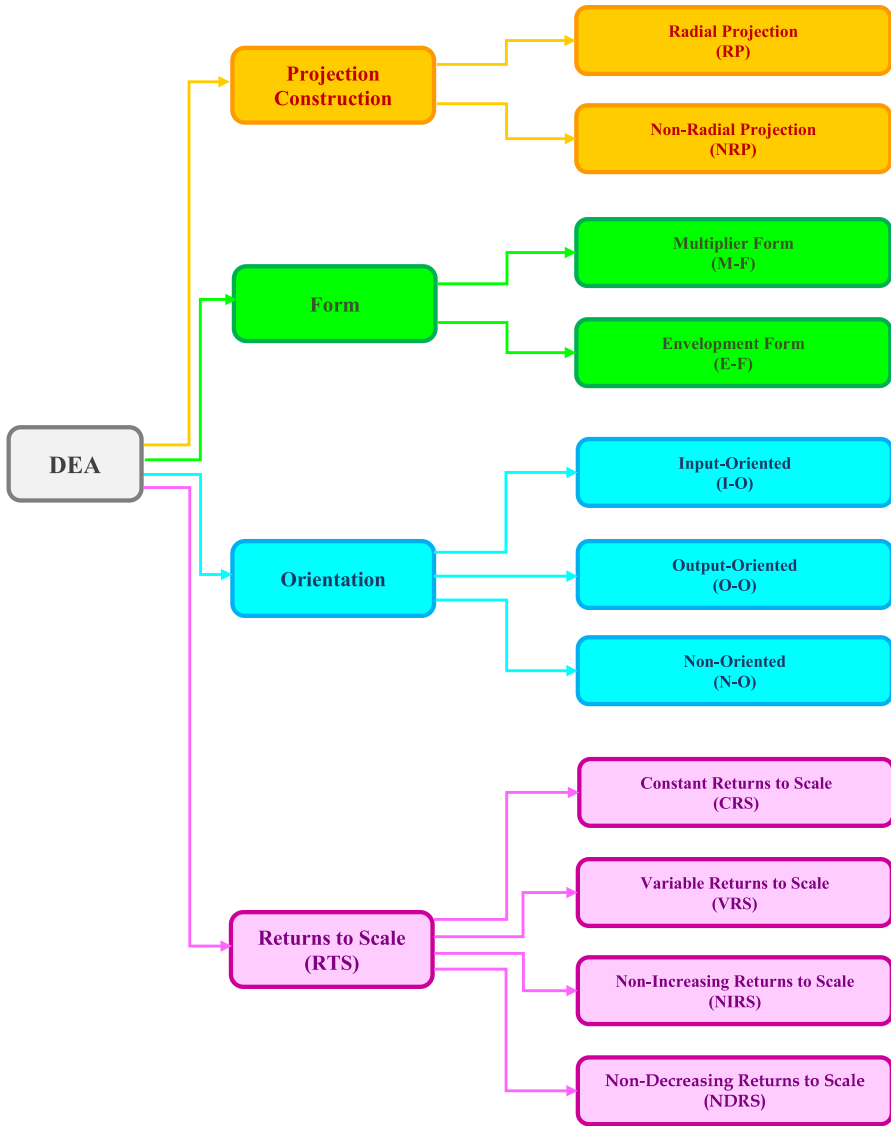 DEA
Projection
Construction
Radial Projection
(RP)
Non-Radial Projection
(NRP)
Form
Multiplier Form
(M-F)
Envelopment Form
(E-F)
Orientation
Input-Oriented
(I-O)
Output-Oriented
(O-O)
Non-Oriented
(N-O)
Returns to Scale
(RTS)
Constant Returns to Scale
(CRS)
Variable Returns to Scale
(VRS)
Non-Increasing Returns to Scale
(NIRS)
Non-Decreasing Returns to Scale
(NDRS)